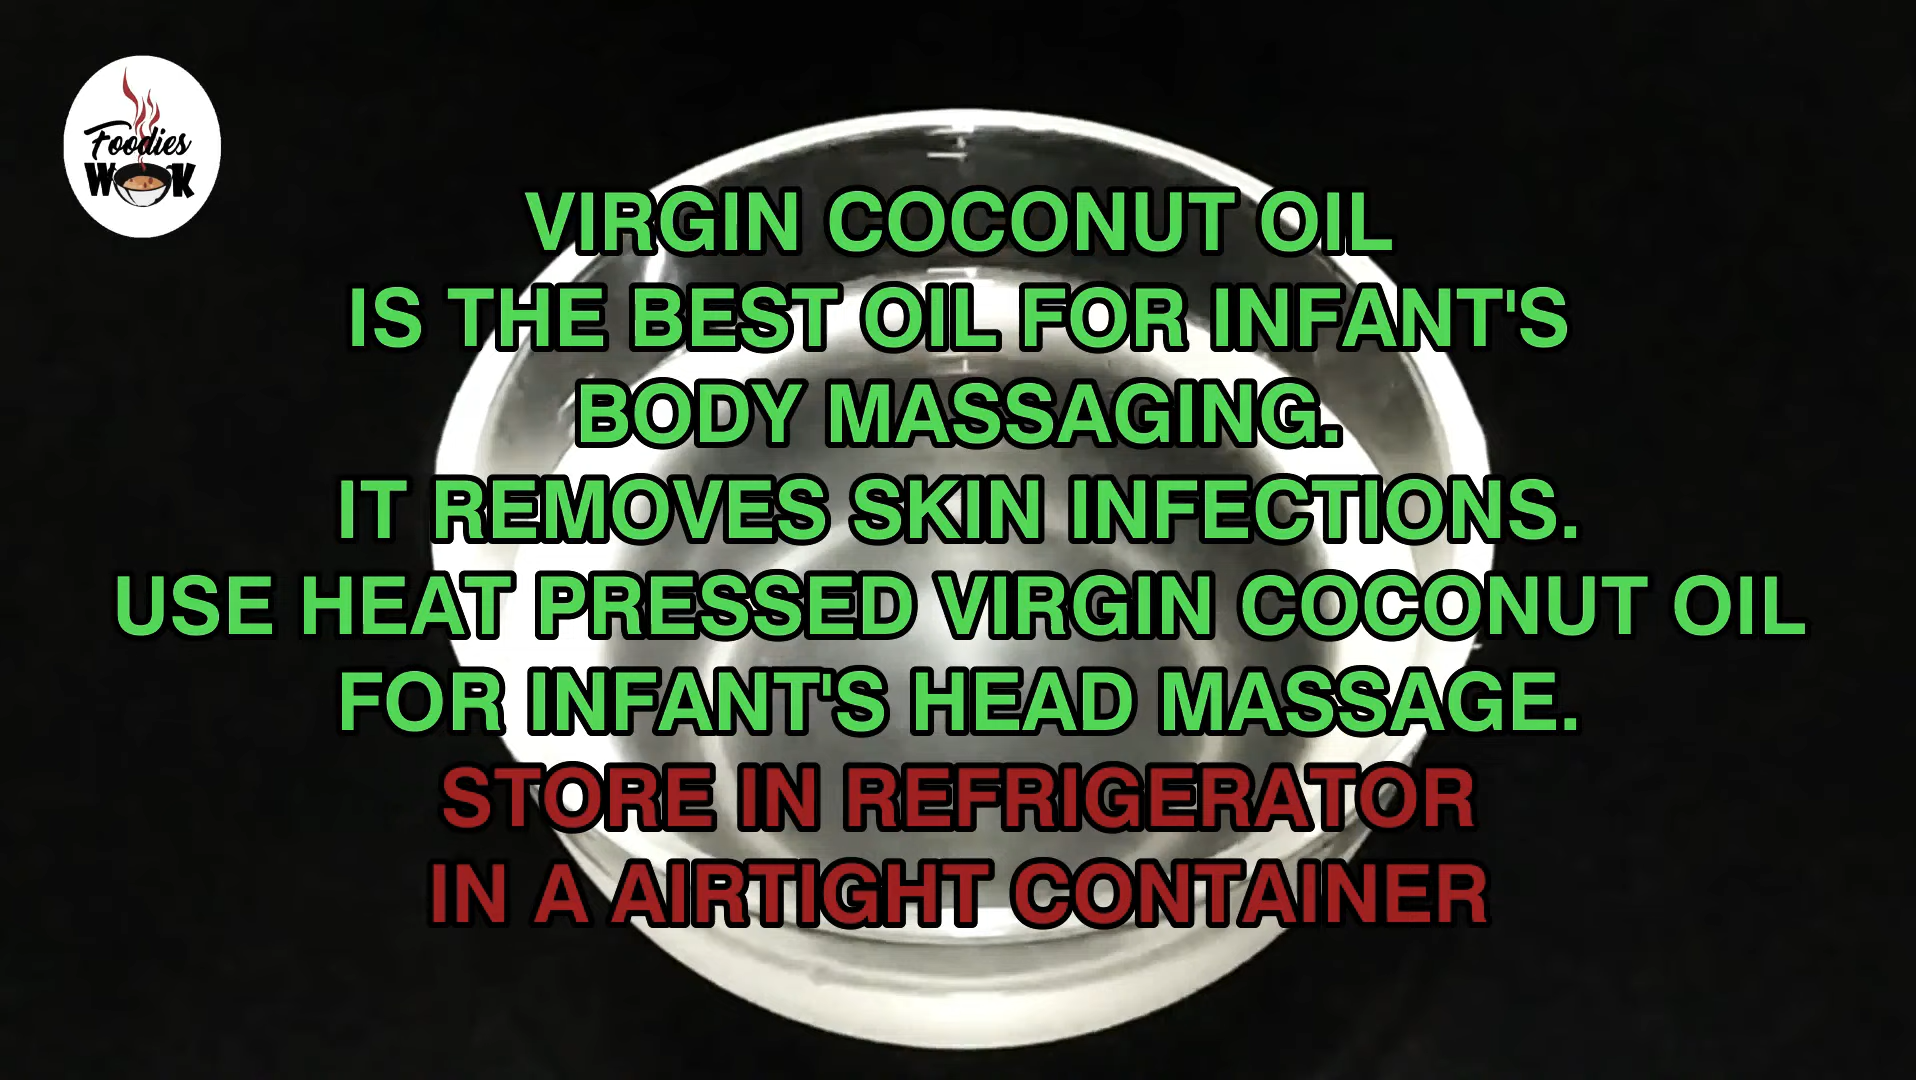 Foodies
WOK
VIRGIN COCONUT OIL
IS THE BEST OIL FOR INFANT'S
BODY MASSAGING.
IT REMOVES SKIN INFECTIONS.
USE HEAT PRESSED VIRGIN COCONUT OIL
FOR INFANT'S HEAD MASSAGE.
STORE IN REFRIGERATOR
IN A AIRTIGHT CONTAINER